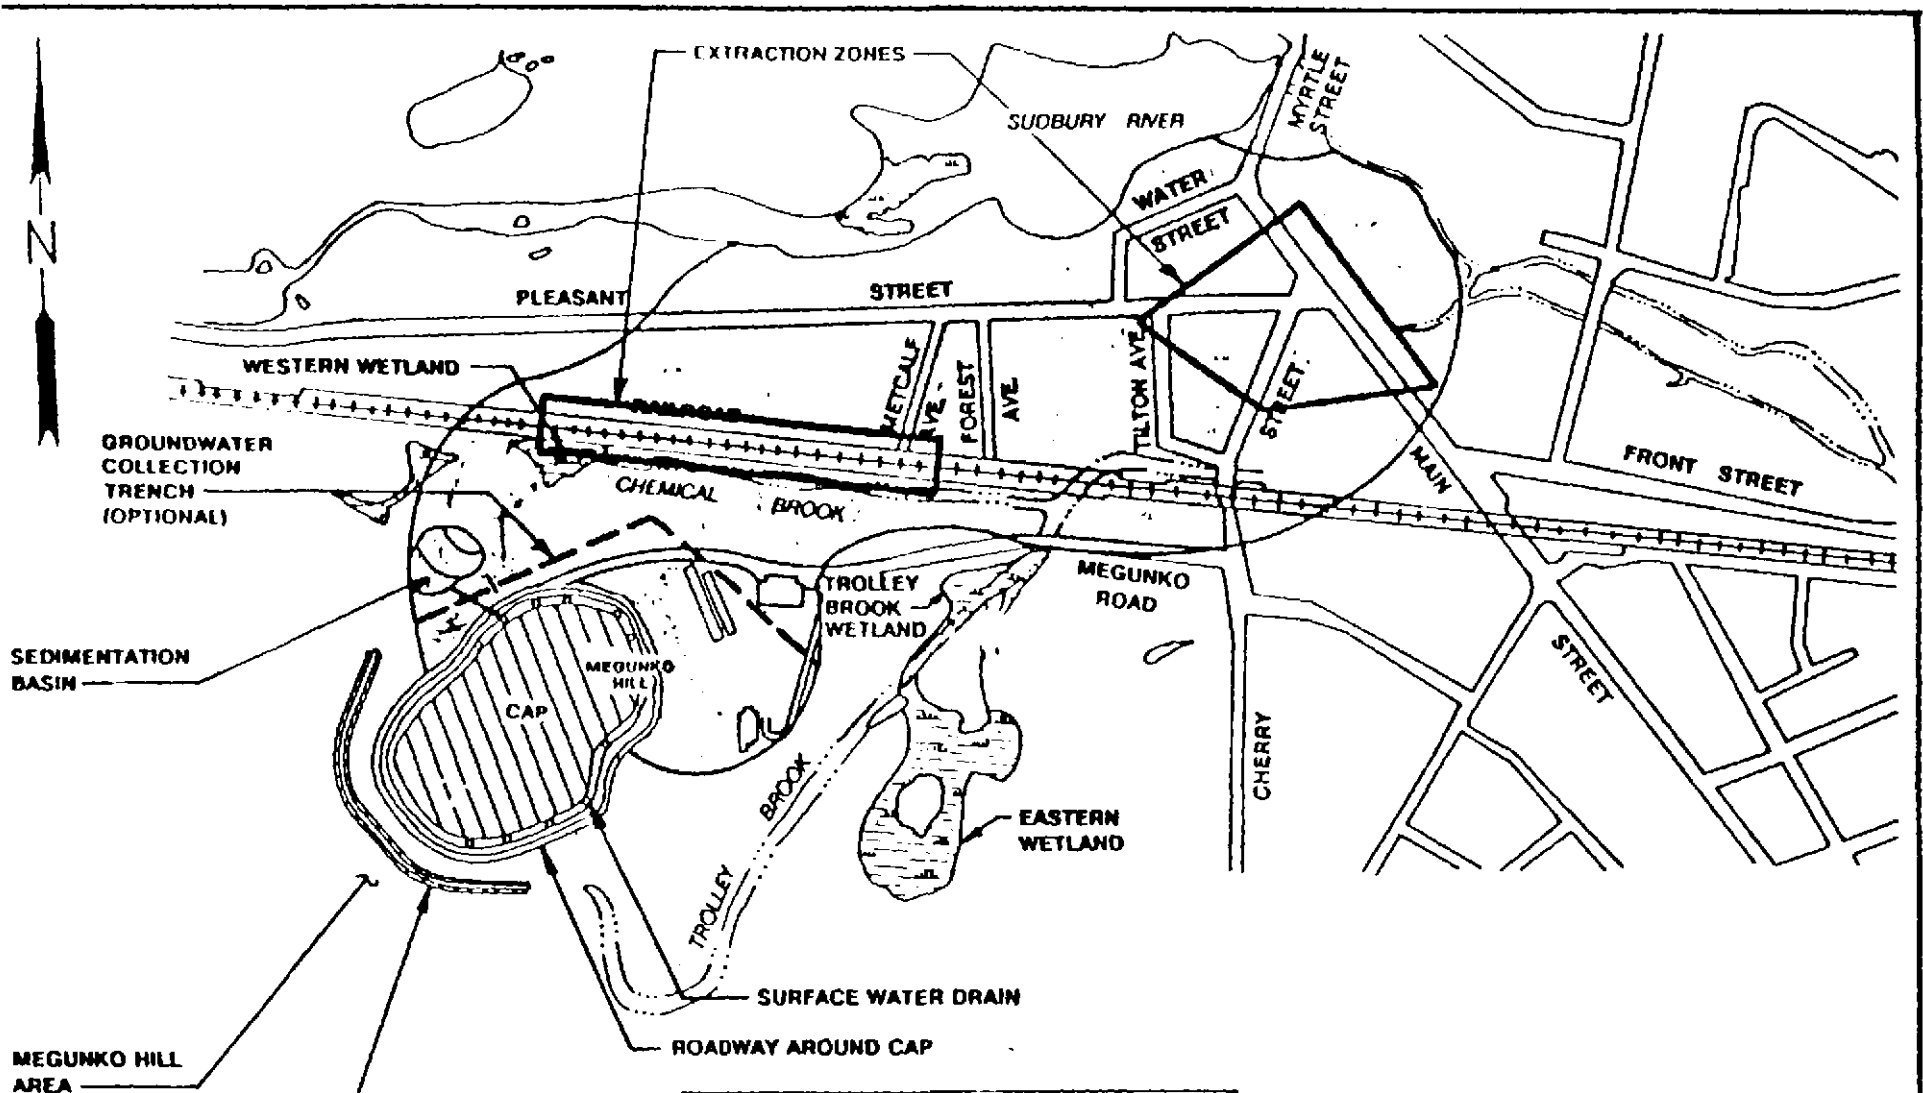 EXTRACTION ZONES
SUDBURY RIVER
MYRTLE
STREET
WATER
STREET
N
PLEASANT STREET
WESTERN WETLAND
METCALF
AVE.
FOREST
AVE.
TILTON AVE.
STREET
RAILROAD
GROUNDWATER
COLLECTION
TRENCH
(OPTIONAL)
CHEMICAL BROOK
MAIN
FRONT STREET
MEGUNKO
ROAD
TROLLEY
BROOK
WETLAND
SEDIMENTATION
BASIN
MEGUNKO
HILL
CAP
STREET
CHERRY
TROLLEY BROOK
EASTERN
WETLAND
SURFACE WATER DRAIN
ROADWAY AROUND CAP
MEGUNKO HILL
AREA